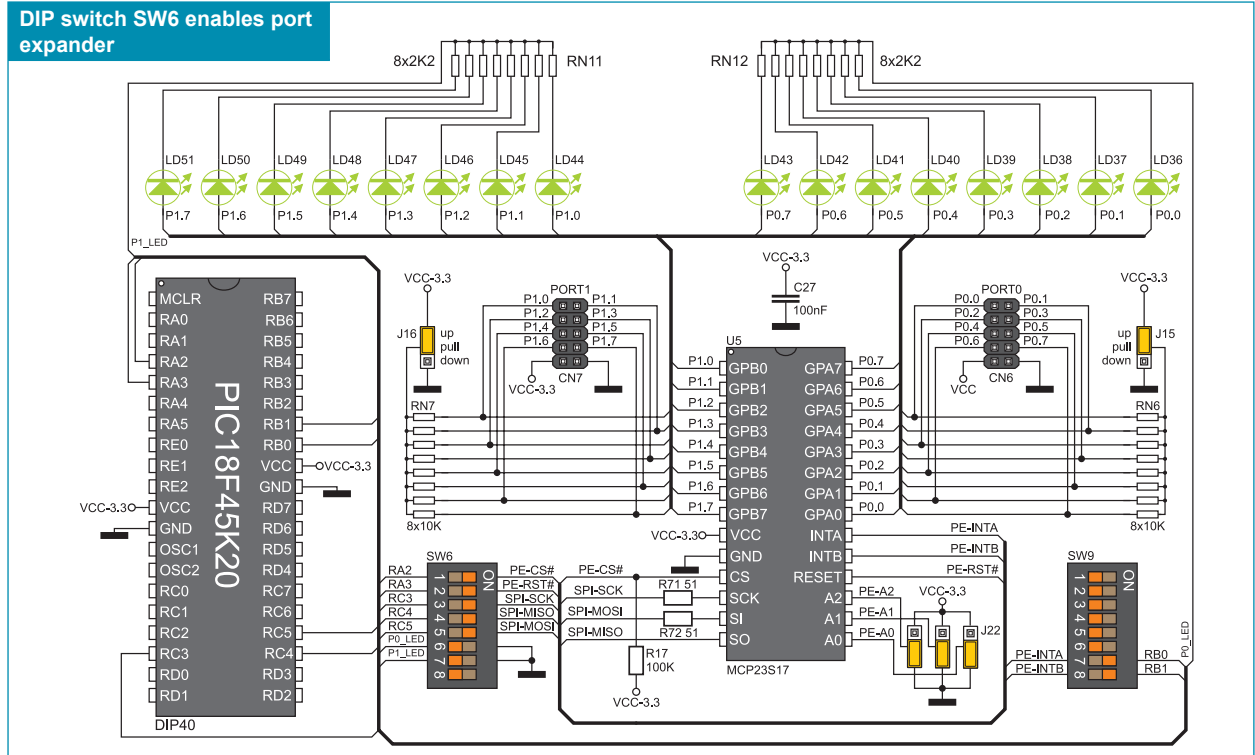 DIP switch SW6 enables port
expander
8x2K2
RN11
RN12
8x2K2
LD51
LD50
LD49
LD48
LD47
LD46
LD45
LD44
LD43
LD42
LD41
LD40
LD39
LD38
LD37
LD36
P1.7
P1.6
P1.5
P1.4
P1.3
P1.2
P1.1
P1.0
P0.7
P0.6
P0.5
P0.4
P0.3
P0.2
P0.1
P0.0
P1_LED
MCLR
RA0
RA1
RA2
RA3
RA4
RA5
RE0
RE1
RE2
VCC
GND
OSC1
OSC2
RC0
RC1
RC2
RC3
RD0
RD1
PIC18F45K20
RB7
RB6
RB5
RB4
RB3
RB2
RB1
RB0
VCC
GND
RD7
RD6
RD5
RD4
RC7
RC6
RC5
RC4
RD3
RD2
DIP40
VCC-3.3
VCC-3.3
VCC-3.3
J16
up
pull
down
PORT1
P1.0
P1.1
P1.2
P1.3
P1.4
P1.5
P1.6
P1.7
VCC-3.3
CN7
RN7
8x10K
VCC-3.3
C27
100nF
U5
P1.0
P1.1
P1.2
P1.3
P1.4
P1.5
P1.6
P1.7
VCC-3.3
GPB0
GPB1
GPB2
GPB3
GPB4
GPB5
GPB6
GPB7
VCC
GND
CS
SCK
SI
SO
GPA7
GPA6
GPA5
GPA4
GPA3
GPA2
GPA1
GPA0
INTA
INTB
RESET
A2
A1
A0
MCP23S17
P0.7
P0.6
P0.5
P0.4
P0.3
P0.2
P0.1
P0.0
PE-INTA
PE-INTB
PE-RST#
PE-A2
PE-A1
PE-A0
VCC-3.3
J22
PORT0
P0.0
P0.1
P0.2
P0.3
P0.4
P0.5
P0.6
P0.7
VCC
CN6
VCC-3.3
J15
up
pull
down
RN6
8x10K
SW6
RA2
RA3
RC3
RC4
RC5
P0_LED
P1_LED
1
2
3
4
5
6
7
8
ON
PE-CS#
PE-RST#
SPI-SCK
SPI-MISO
SPI-MOSI
PE-CS#
SPI-SCK
SPI-MOSI
SPI-MISO
R71 51
R72 51
R17
100K
VCC-3.3
SW9
1
2
3
4
5
6
7
8
ON
PE-INTA
PE-INTB
RB0
RB1
P0_LED